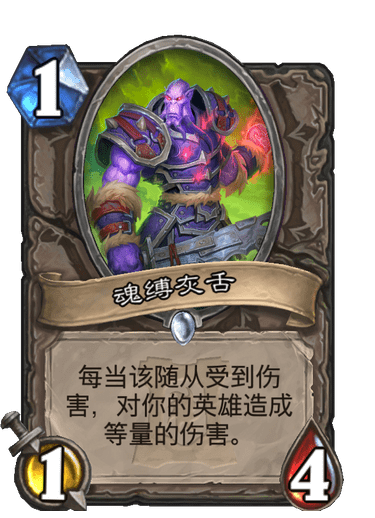 1
魂缚灰舌
每当该随从受到伤
害，对你的英雄造成
等量的伤害。
1
4